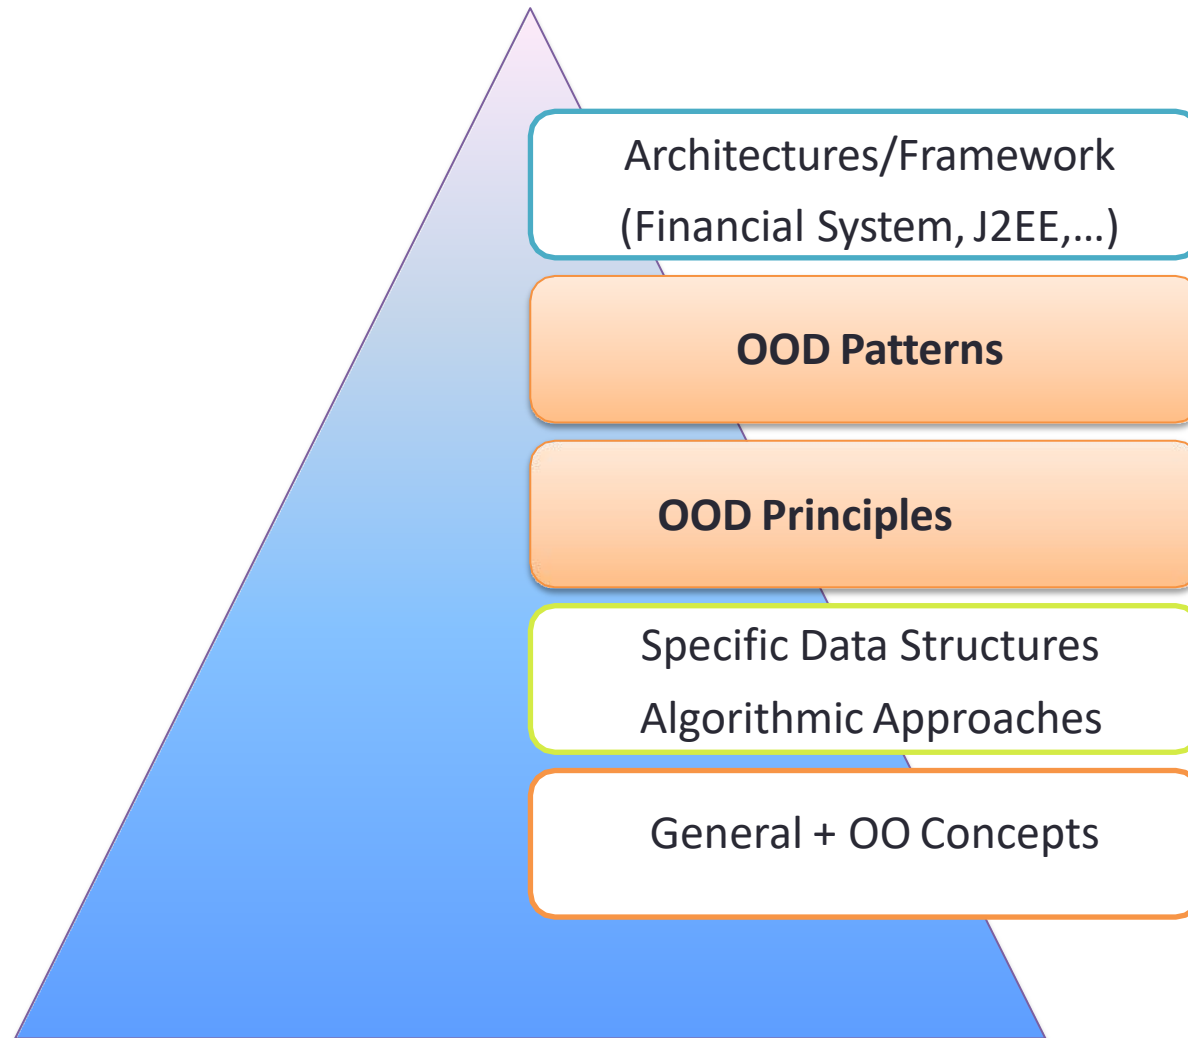 Architectures/Framework
(Financial System, J2EE,...)
OOD Patterns
OOD Principles
Specific Data Structures
Algorithmic Approaches
General + OO Concepts